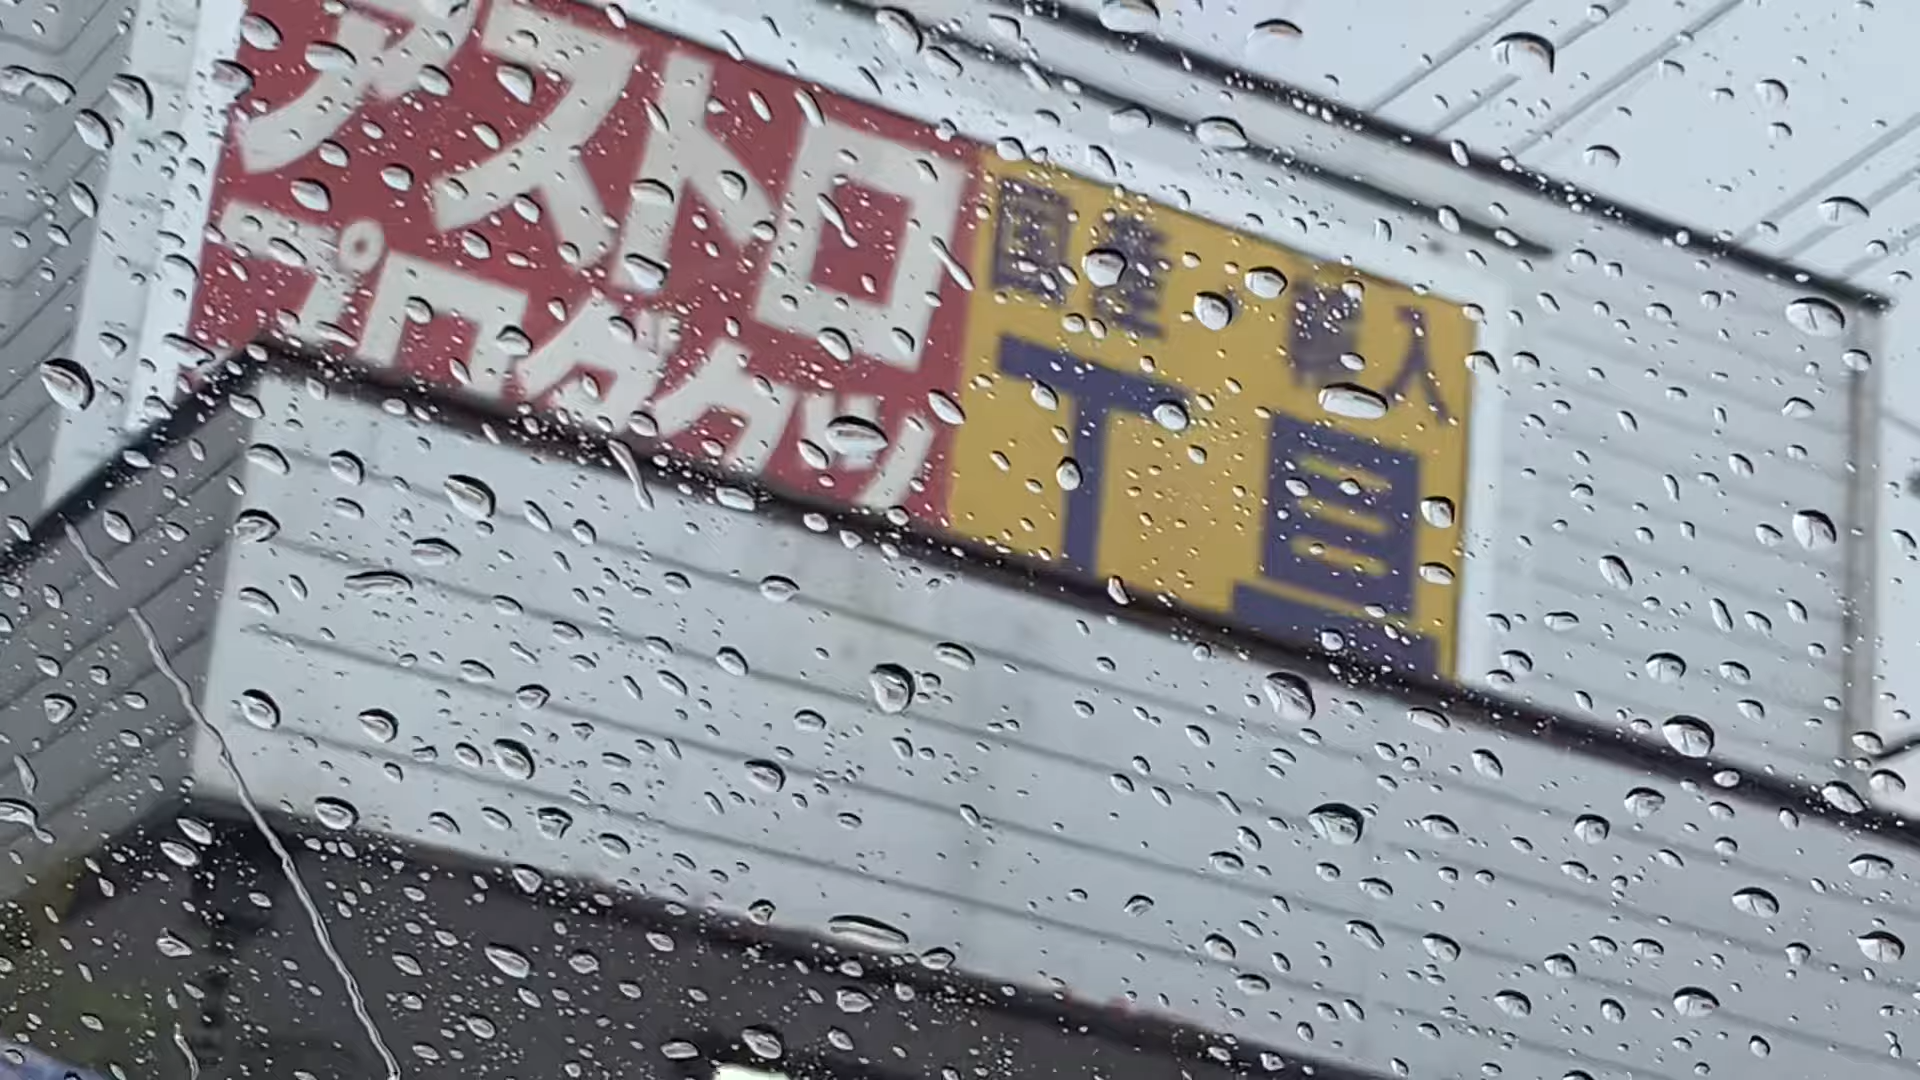 アストロ
プロダクツ
国産 輸入
工具